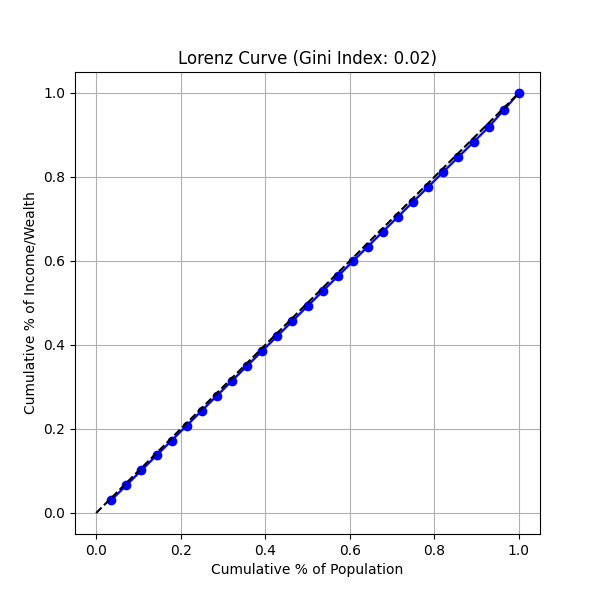 Lorenz Curve (Gini Index: 0.02)
1.0
0.8
0.6
0.4
0.2
0.0
Cumulative % of Income/Wealth
0.0 0.2 0.4 0.6 0.8 1.0
Cumulative % of Population